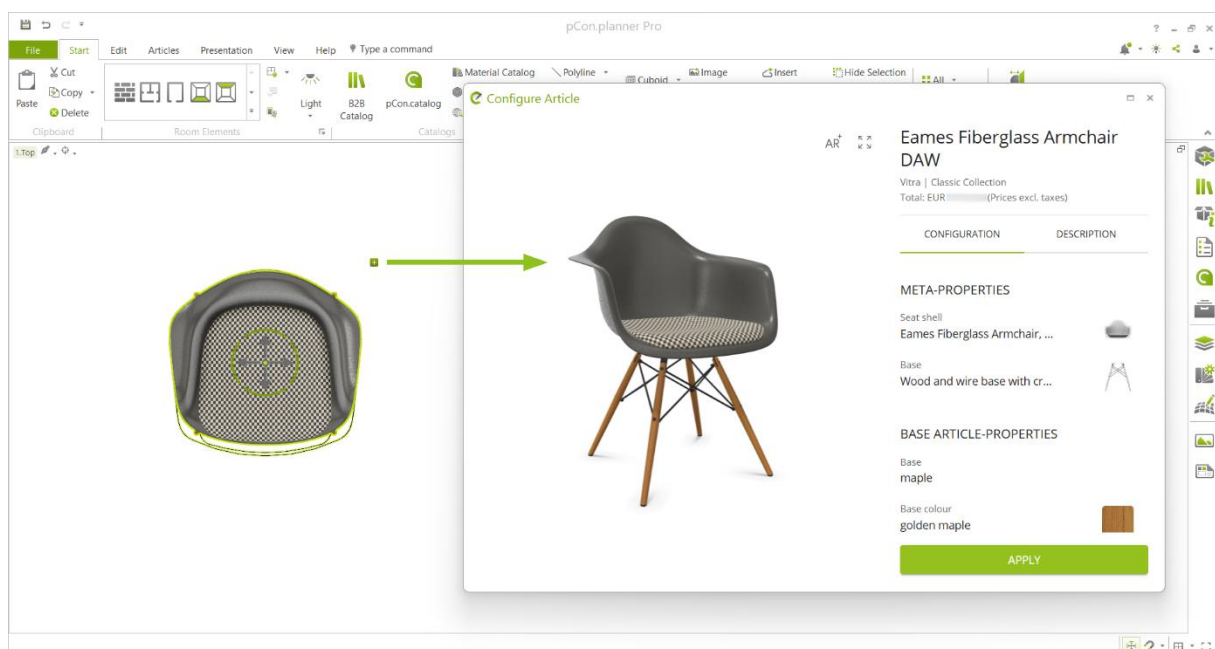 pCon.planner Pro
File Start Edit Articles Presentation View Help Type a command
Cut
Copy
Delete
Paste
Clipboard
Room Elements
Light
B2B
Catalog
pCon.catalog
Catalogs
Material Catalog
Polyline
Cuboid
Image
Insert
Hide Selection
All
1.Top
Configure Article
AR+
Eames Fiberglass Armchair
DAW
Vitra | Classic Collection
Total: EUR (Prices excl. taxes)
CONFIGURATION DESCRIPTION
META-PROPERTIES
Seat shell
Eames Fiberglass Armchair, ...
Base
Wood and wire base with cr...
BASE ARTICLE-PROPERTIES
Base
maple
Base colour
golden maple
APPLY